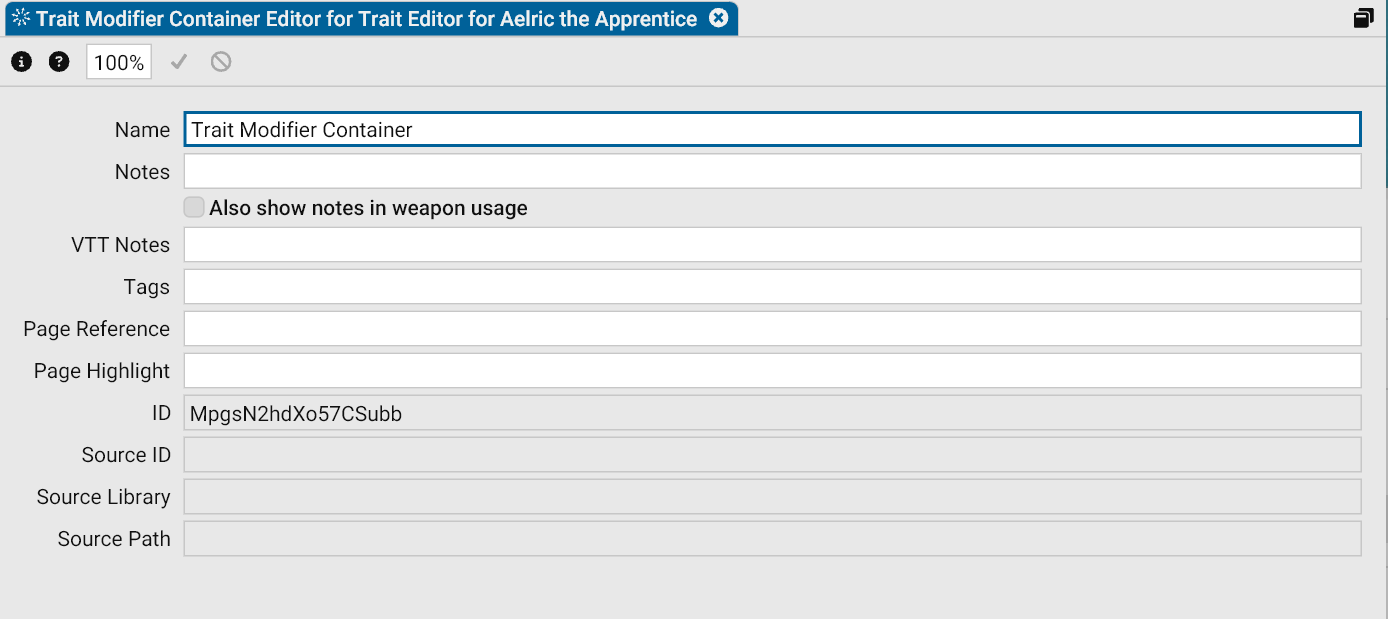 Trait Modifier Container Editor for Trait Editor for Aelric the Apprentice
100%
Name Trait Modifier Container
Notes
Also show notes in weapon usage
VTT Notes
Tags
Page Reference
Page Highlight
ID MpgsN2hdXo57CSubb
Source ID
Source Library
Source Path